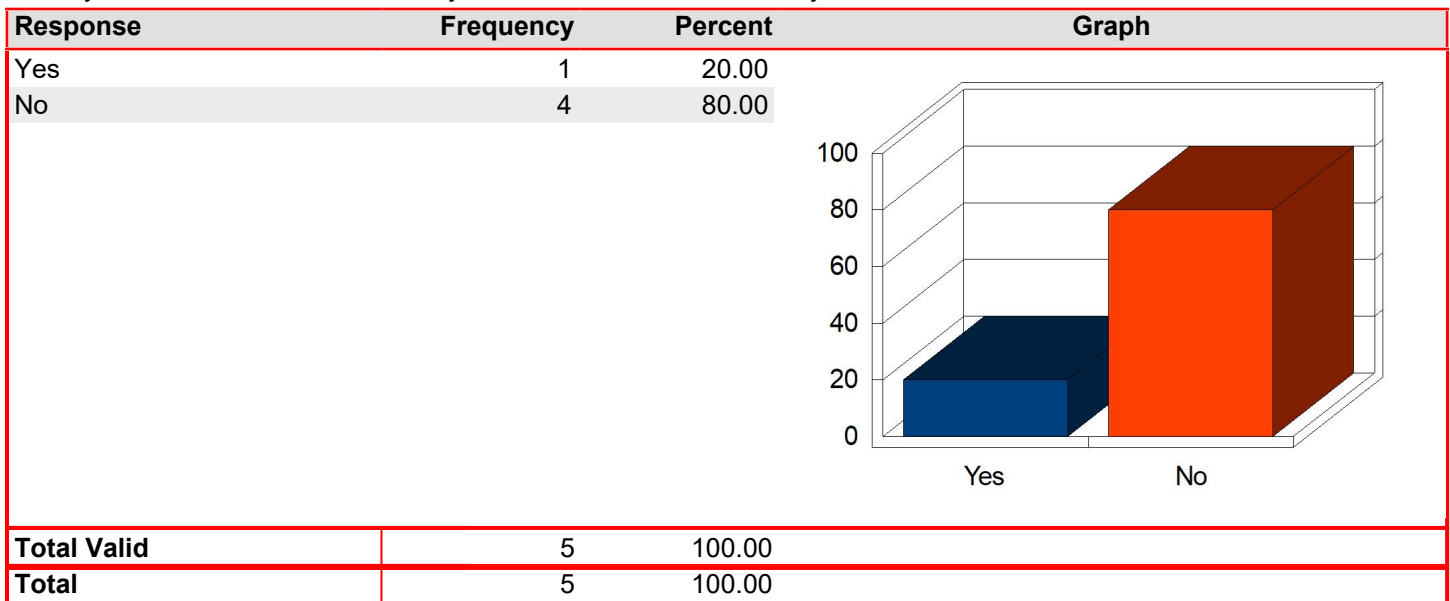 Response Frequency Percent Graph
Yes 1 20.00
No 4 80.00
100
80
60
40
20
0
Yes No
Total Valid 5 100.00
Total 5 100.00